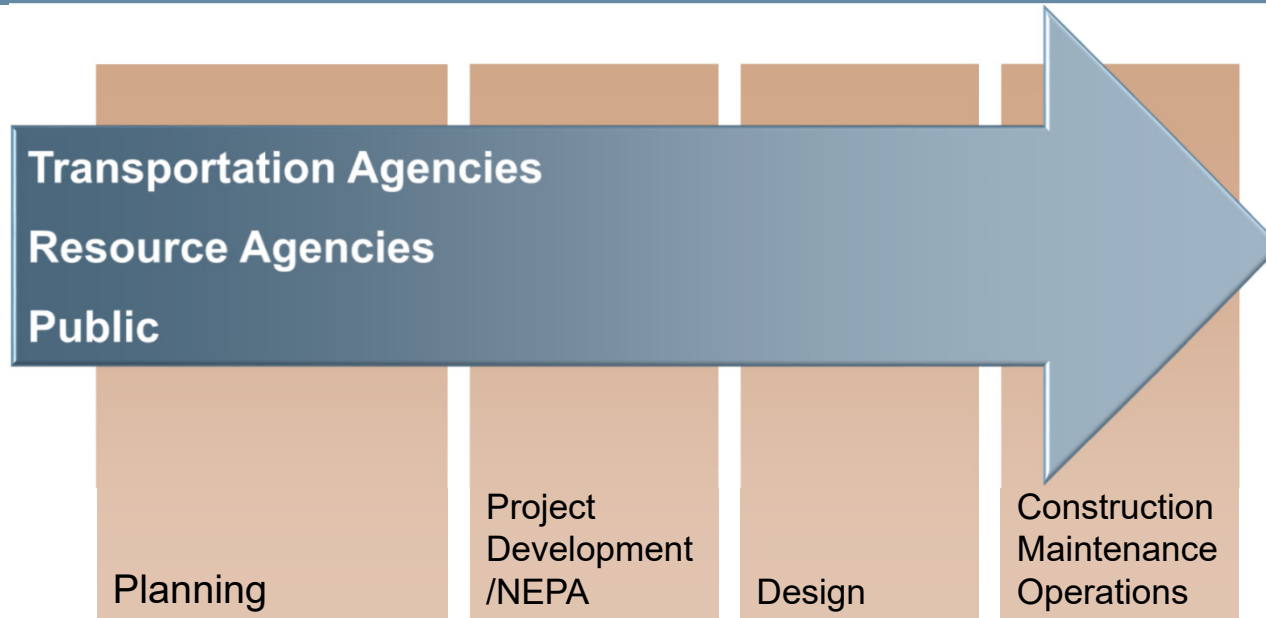 Transportation Agencies
Resource Agencies
Public
Planning
Project
Development
/NEPA
Design
Construction
Maintenance
Operations